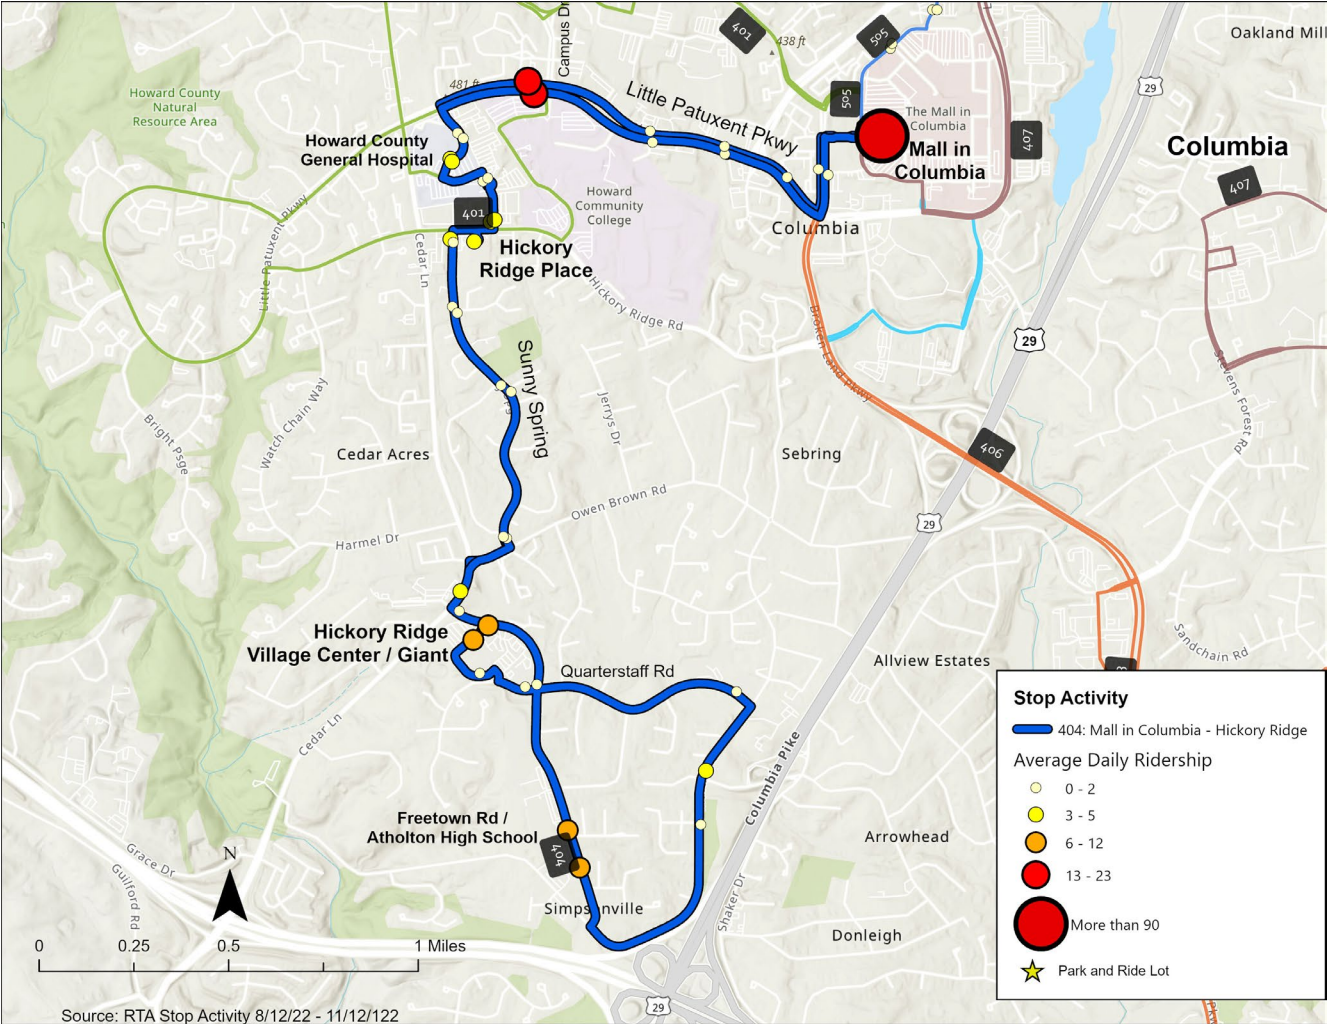 Campus Dr
401
438 ft
505
Oakland Mill
29
481 ft
Howard County
Natural
Resource Area
Little Patuxent Pkwy
505
The Mall in
Columbia
407
Columbia
Howard County
General Hospital
Mall in
Columbia
407
Howard
Community
College
401
Little Patuxent Pkwy
Columbia
Cedar Ln
Hickory
Ridge Place
Hickory Ridge Rd
Broken Land Pkwy
29
Sunny Spring
Stevens Forest Rd
Watch Chain Way
Jerrys Dr
Bright Psge
Cedar Acres
Sebring
406
Owen Brown Rd
29
Harmel Dr
Hickory Ridge
Village Center / Giant
Quarterstaff Rd
Allview Estates
Sandchain Rd
Cedar Ln
Columbia Pike
Freetown Rd /
Atholton High School
404
Arrowhead
Grace Dr
Guilford Rd
N
Simpsonville
Shaker Dr
Donleigh
29
0 0.25 0.5 1 Miles
Source: RTA Stop Activity 8/12/22 - 11/12/122
Stop Activity
404: Mall in Columbia - Hickory Ridge
Average Daily Ridership
0 - 2
3 - 5
6 - 12
13 - 23
More than 90
Park and Ride Lot